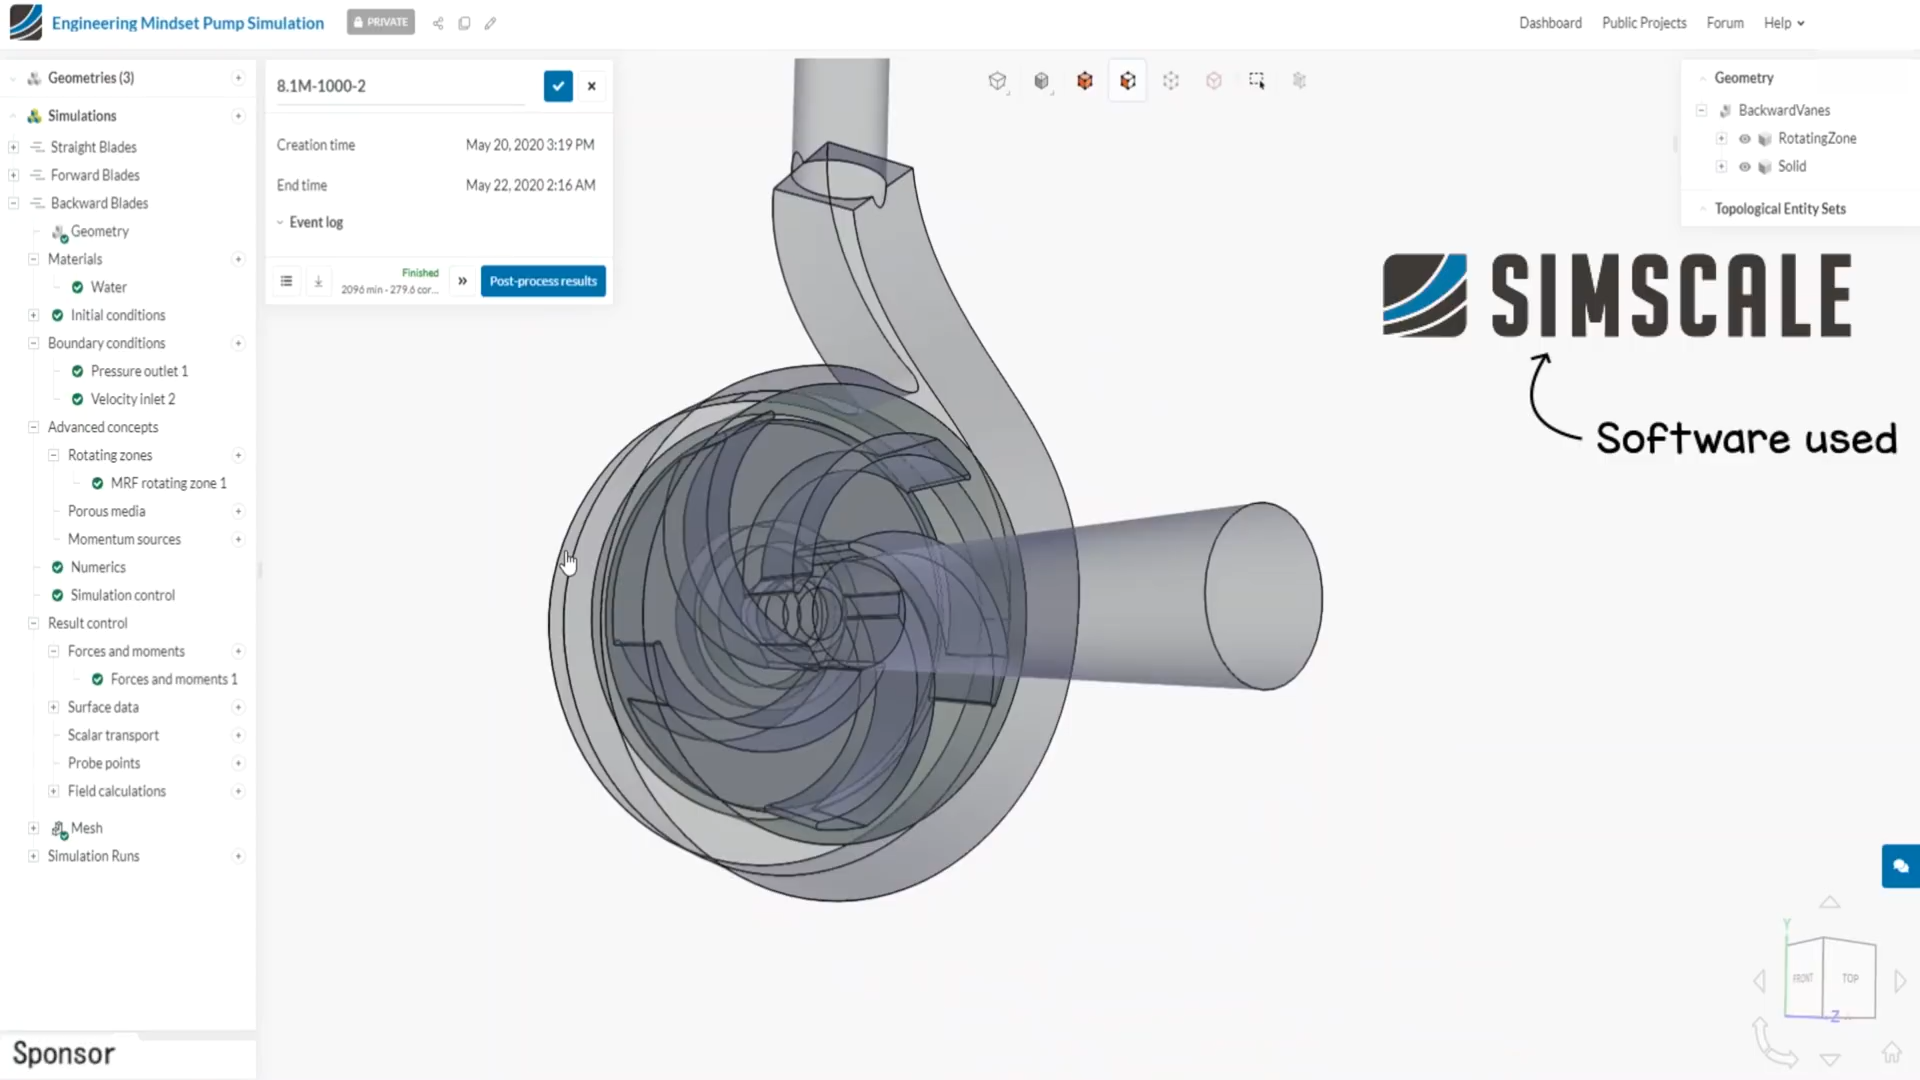 Engineering Mindset Pump Simulation
PRIVATE
Dashboard
Public Projects
Forum
Help
Geometries (3)
Simulations
Straight Blades
Forward Blades
Backward Blades
Geometry
Materials
Water
Initial conditions
Boundary conditions
Pressure outlet 1
Velocity inlet 2
Advanced concepts
Rotating zones
MRF rotating zone 1
Porous media
Momentum sources
Numerics
Simulation control
Result control
Forces and moments
Forces and moments 1
Surface data
Scalar transport
Probe points
Field calculations
Mesh
Simulation Runs
Sponsor
8.1M-1000-2
Creation time May 20, 2020 3:19 PM
End time May 22, 2020 2:16 AM
Event log
Finished
2096 min - 279.6 cor...
Post-process results
Geometry
BackwardVanes
RotatingZone
Solid
Topological Entity Sets
SIMSCALE
Software used
Y
FRONT
TOP
Z